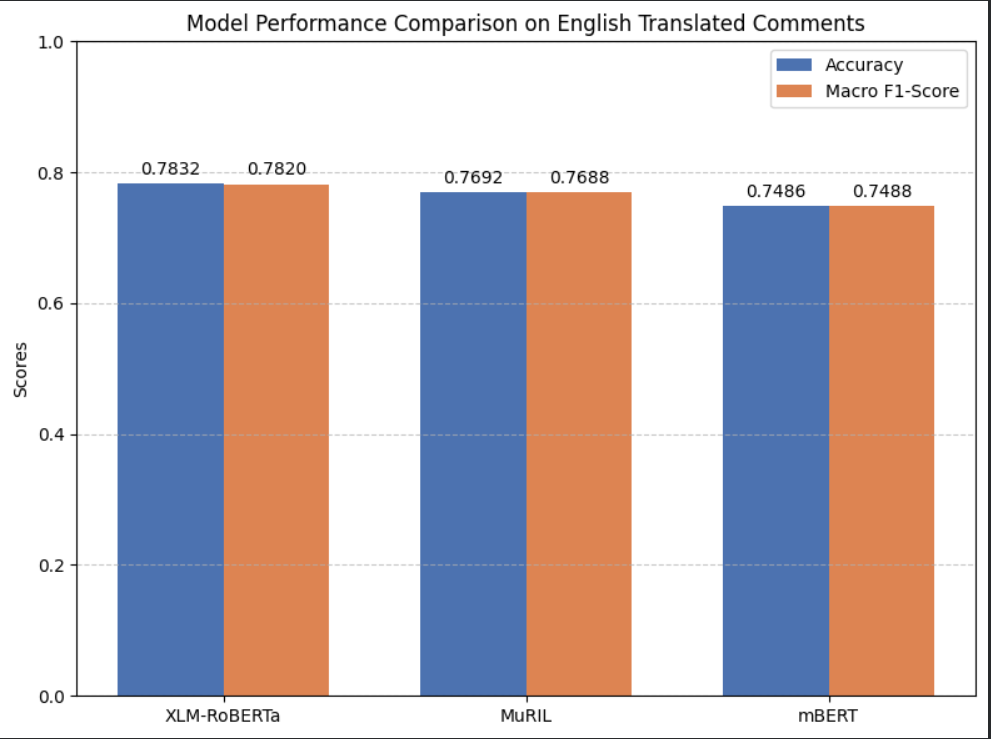 Model Performance Comparison on English Translated Comments
1.0
Accuracy
Macro F1-Score
0.7832 0.7820
0.7692 0.7688
0.7486 0.7488
0.8
0.6
Scores
0.4
0.2
0.0
XLM-RoBERTa MuRIL mBERT